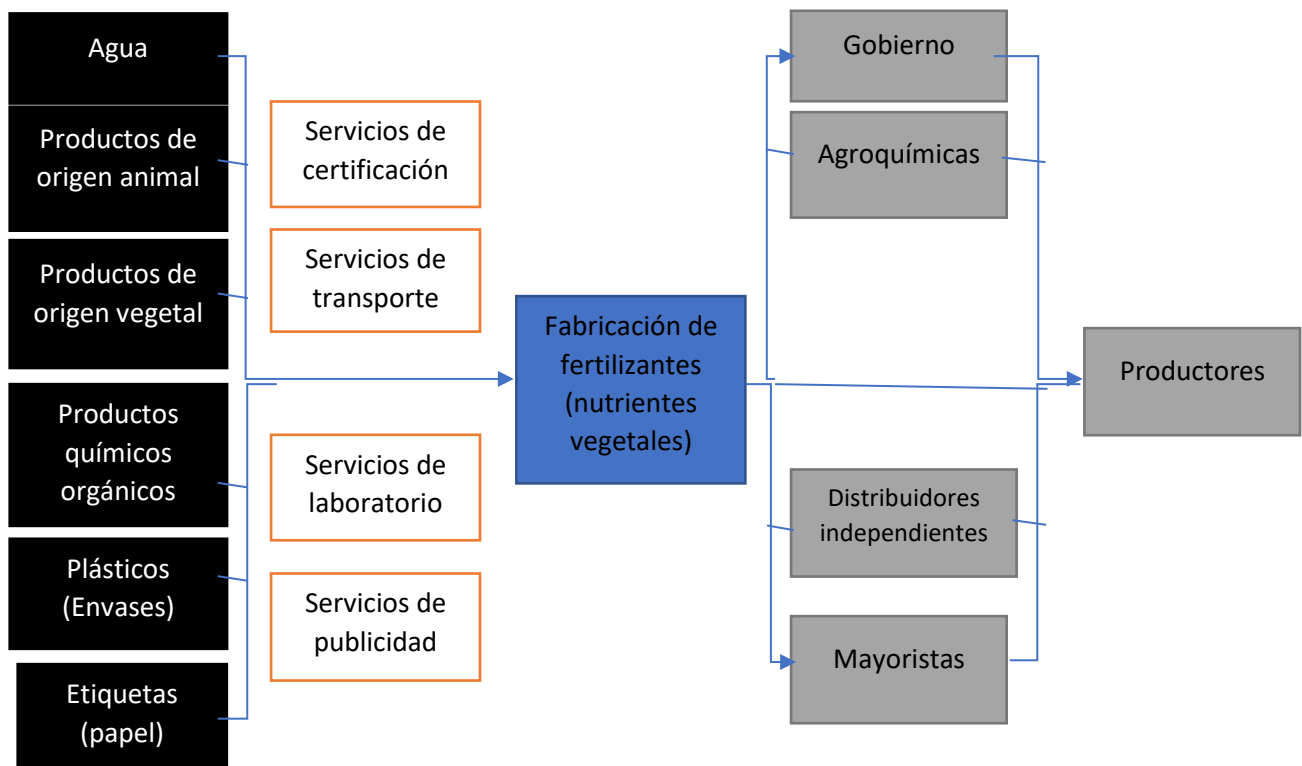 Agua
Productos de
origen animal
Productos de
origen vegetal
Productos
químicos
orgánicos
Plásticos
(Envases)
Etiquetas
(papel)
Servicios de
certificación
Servicios de
transporte
Servicios de
laboratorio
Servicios de
publicidad
Fabricación de
fertilizantes
(nutrientes
vegetales)
Gobierno
Agroquímicas
Distribuidores
independientes
Mayoristas
Productores